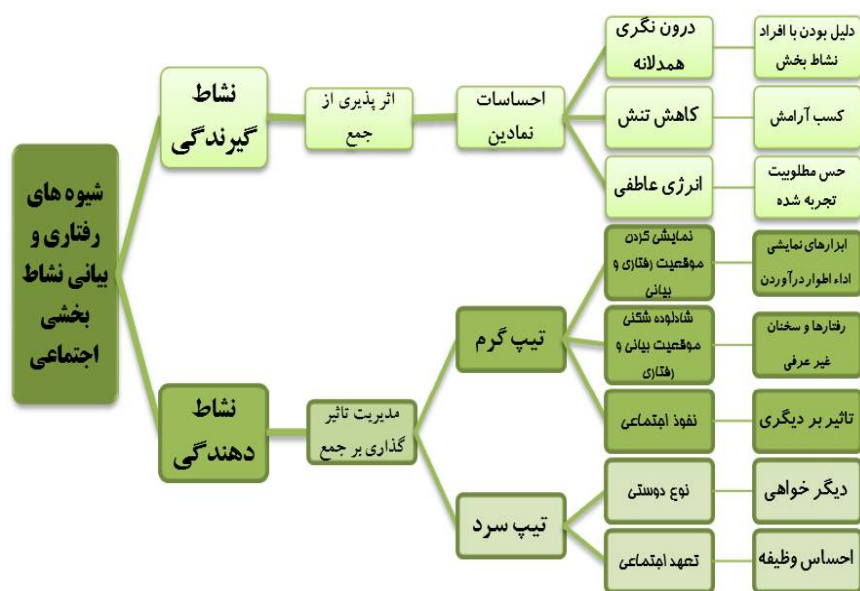 شیوه های
رفتاری و
بیانی نشاط
بخشی
اجتماعی
نشاط
گیرندگی
اثر پذیری از
جمع
احساسات
نمادین
درون نگری
همدلانه
دلیل بودن با افراد
نشاط بخش
کاهش تنش
کسب آرامش
انرژی عاطفی
حس مطلوبیت
تجربه شده
نشاط
دهندگی
مدیریت تاثیر
گذاری بر جمع
تیپ گرم
نمایشی کردن
موقعیت رفتاری و
بیانی
ابزارهای نمایشی
اداء اطوار درآوردن
شالوده شکنی
موقعیت بیانی و
رفتاری
رفتارها و سخنان
غیر عرفی
نفوذ اجتماعی
تاثیر بر دیگری
تیپ سرد
نوع دوستی
دیگر خواهی
تعهد اجتماعی
احساس وظیفه